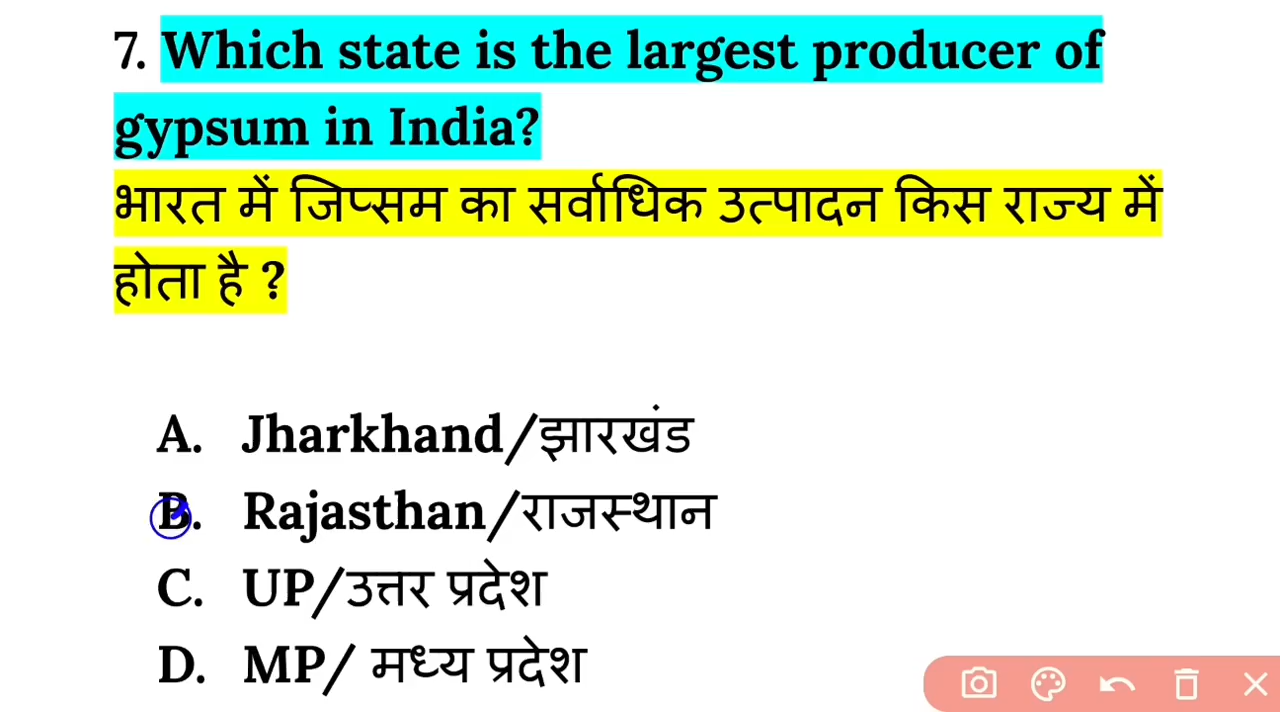 7. Which state is the largest producer of
gypsum in India?
भारत में जिप्सम का सर्वाधिक उत्पादन किस राज्य में
होता है ?
A. Jharkhand/झारखंड
B. Rajasthan/राजस्थान
C. UP/उत्तर प्रदेश
D. MP/ मध्य प्रदेश